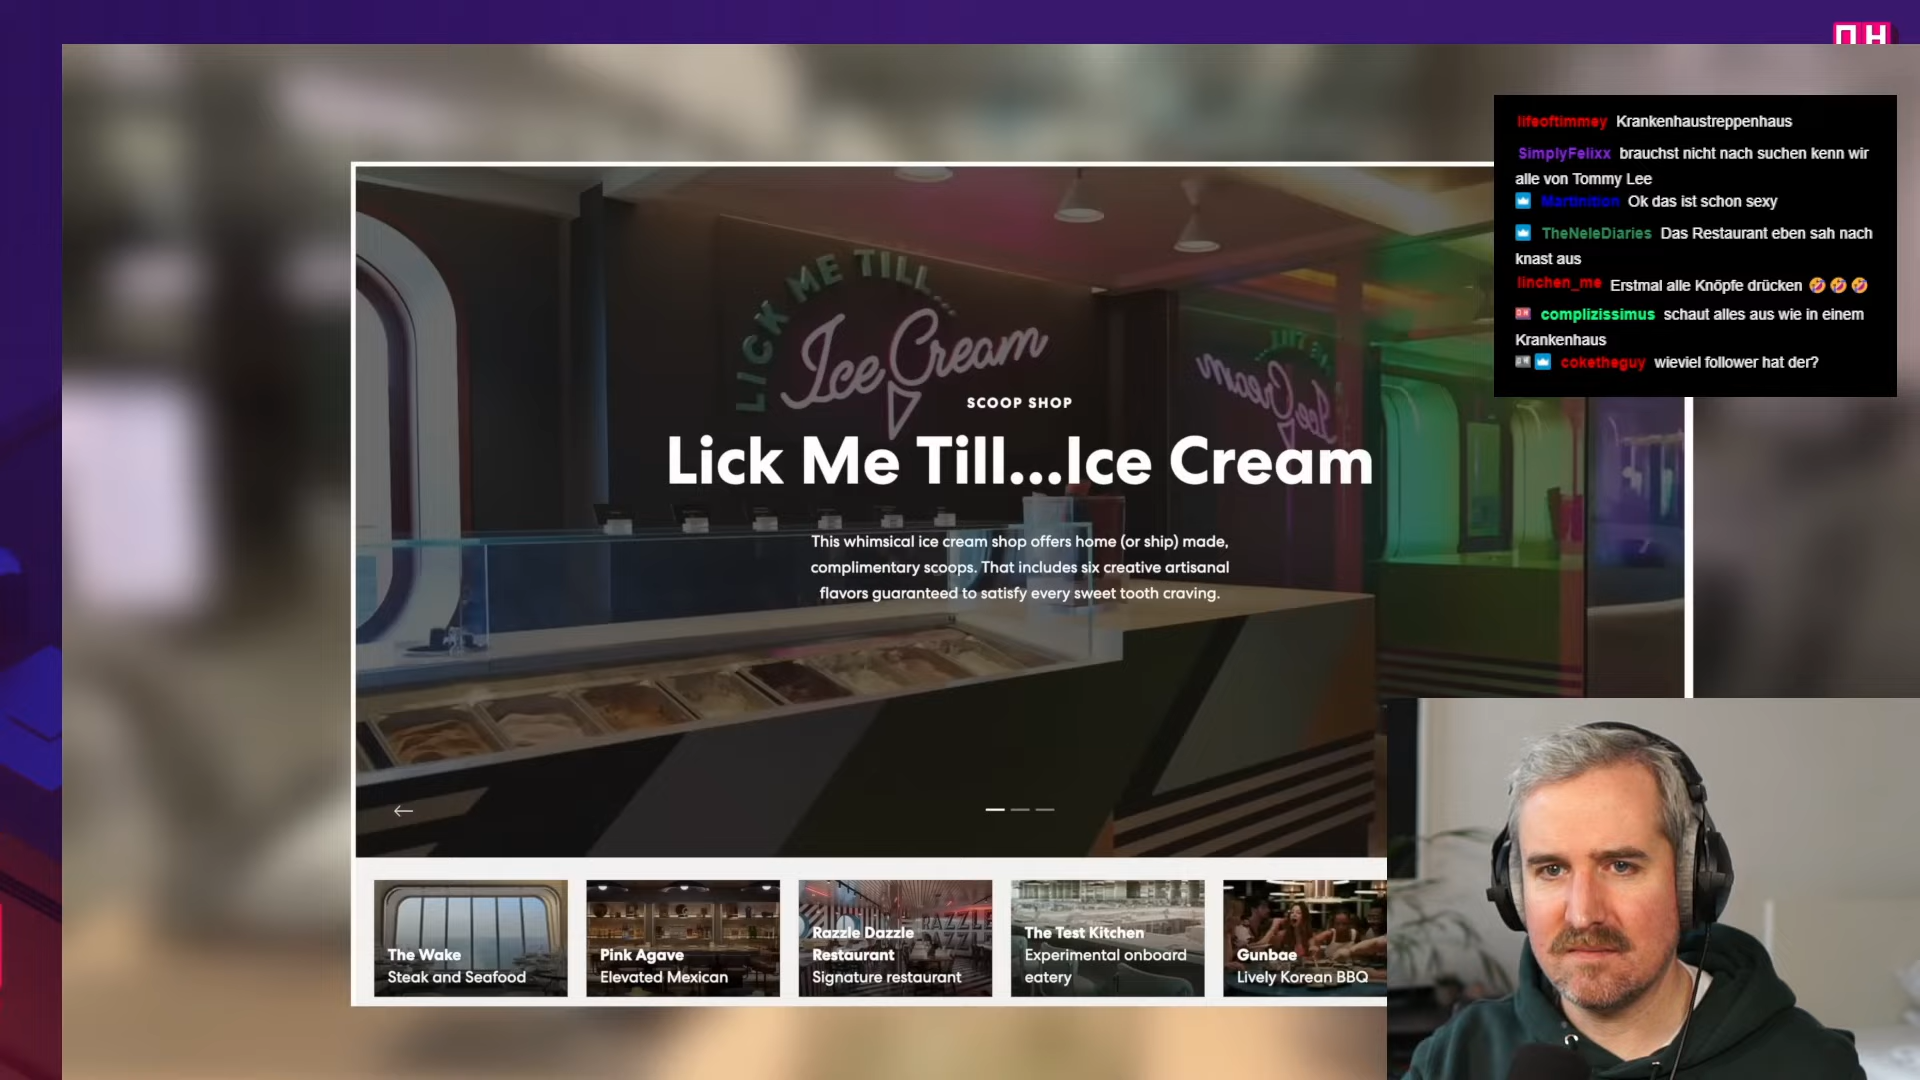 lifeoftimmey Krankenhaustreppenhaus
SimplyFelixx brauchst nicht nach suchen kenn wir
alle von Tommy Lee
Martinition Ok das ist schon sexy
TheNeleDiaries Das Restaurant eben sah nach
knast aus
linchen_me Erstmal alle Knöpfe drücken 🤣🤣🤣
complizissimus schaut alles aus wie in einem
Krankenhaus
coketheguy wieviel follower hat der?
LICK ME TILL...
Ice Cream
SCOOP SHOP
Lick Me Till...Ice Cream
This whimsical ice cream shop offers home (or ship) made,
complimentary scoops. That includes six creative artisanal
flavors guaranteed to satisfy every sweet tooth craving.
The Wake
Steak and Seafood
Pink Agave
Elevated Mexican
Razzle Dazzle
Restaurant
Signature restaurant
The Test Kitchen
Experimental onboard
eatery
Gunbae
Lively Korean BBQ